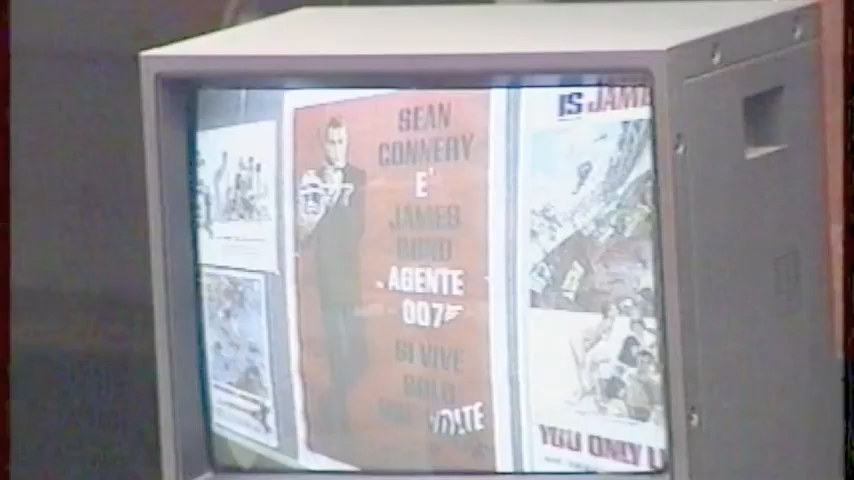 SEAN
CONNERY
E'
JAMES
BOND
AGENTE
007
SI VIVE
SOLO
VOLTE
IS JAME
YOU ONLY L